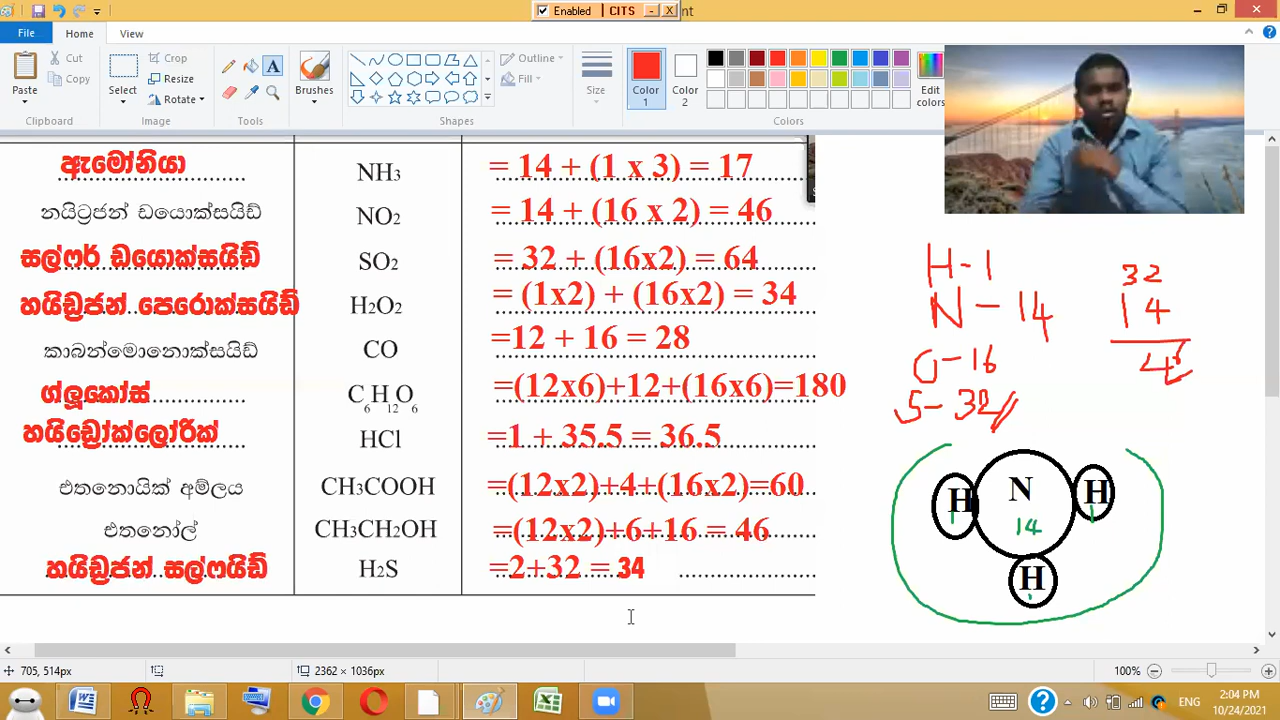 Enabled | CITS
nt
File Home View
Paste Cut Copy Select Crop Resize Rotate Brushes Outline Fill Size Color 1 Color 2 Edit colors
Clipboard Image Tools Shapes Colors
ඇමෝනියා NH3 = 14 + (1 x 3) = 17
නයිට්‍රජන් ඩයොක්සයිඩ් NO2 = 14 + (16 x 2) = 46
සල්ෆර් ඩයොක්සයිඩ් SO2 = 32 + (16x2) = 64
හයිඩ්‍රජන් පෙරොක්සයිඩ් H2O2 = (1x2) + (16x2) = 34
කාබන්මොනොක්සයිඩ් CO =12 + 16 = 28
ග්ලූකෝස් C6H12O6 =(12x6)+12+(16x6)=180
හයිඩ්‍රෝක්ලෝරික් HCl =1 + 35.5 = 36.5
එතනොයික් අම්ලය CH3COOH =(12x2)+4+(16x2)=60
එතනෝල් CH3CH2OH =(12x2)+6+16 = 46
හයිඩ්‍රජන් සල්ෆයිඩ් H2S =2+32 = 34
H-1
N - 14
O-16
S- 32
32
14
46
H N H
1 14 1
H
1
705, 514px 2362 × 1036px 100%
ENG 2:04 PM
10/24/2021